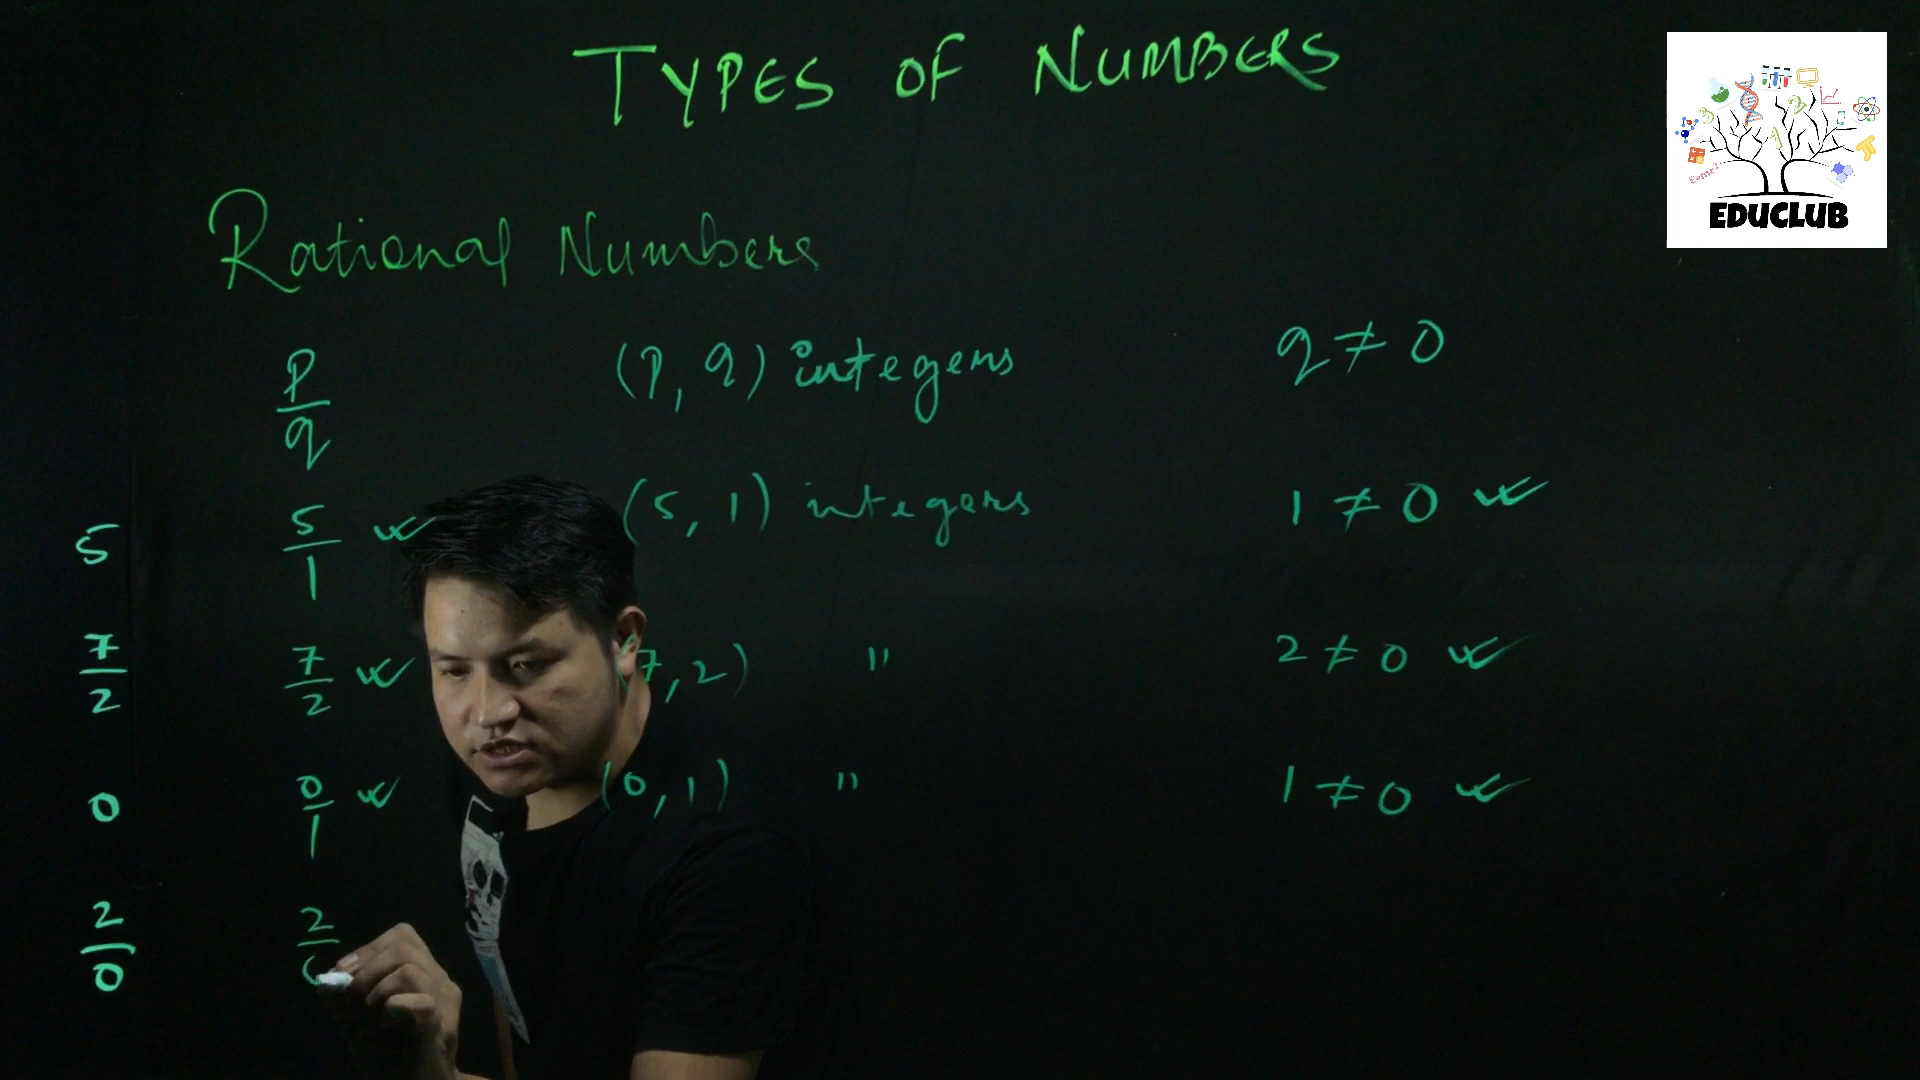 TYPES OF NUMBERS
EDUCLUB
Rational Numbers
p/q (p, q) integers q ≠ 0
5 5/1 (5, 1) integers 1 ≠ 0
7/2 7/2 (7, 2) " 2 ≠ 0
0 0/1 (0, 1) " 1 ≠ 0
2/0 2/